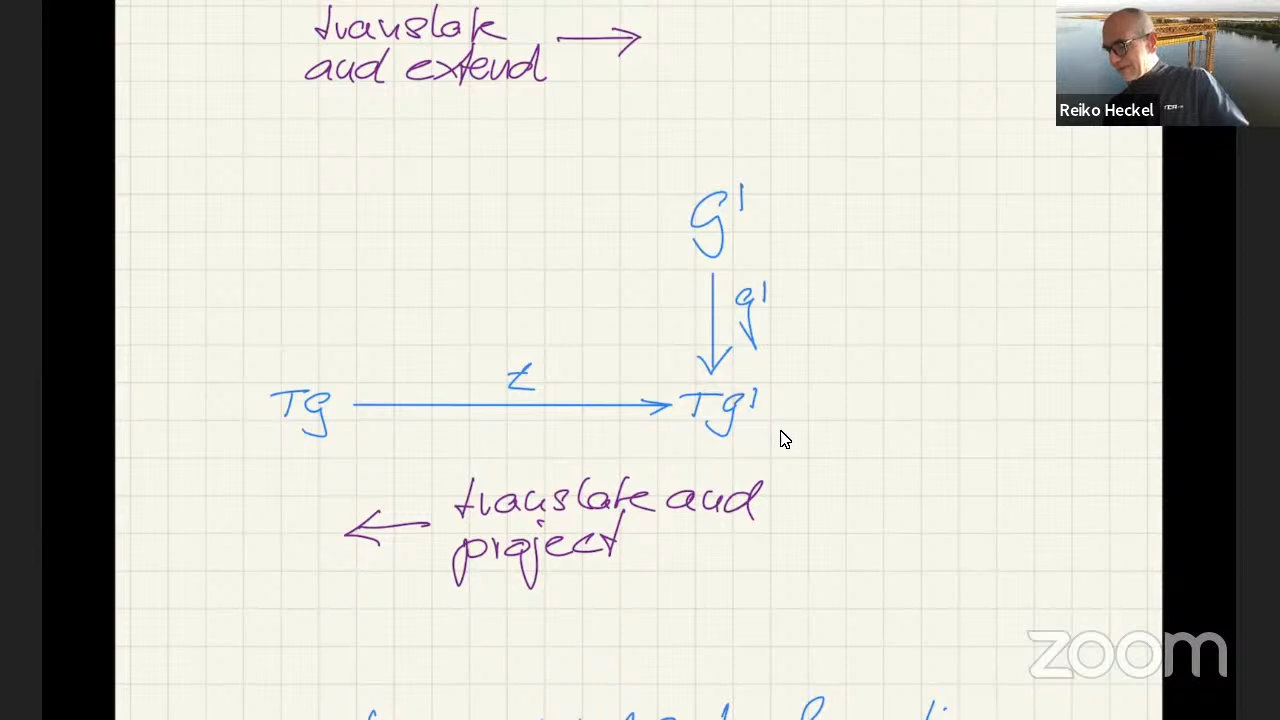 translate
and extend →
Reiko Heckel
G'
g'
t
TG → TG'
← translate and
project
zoom